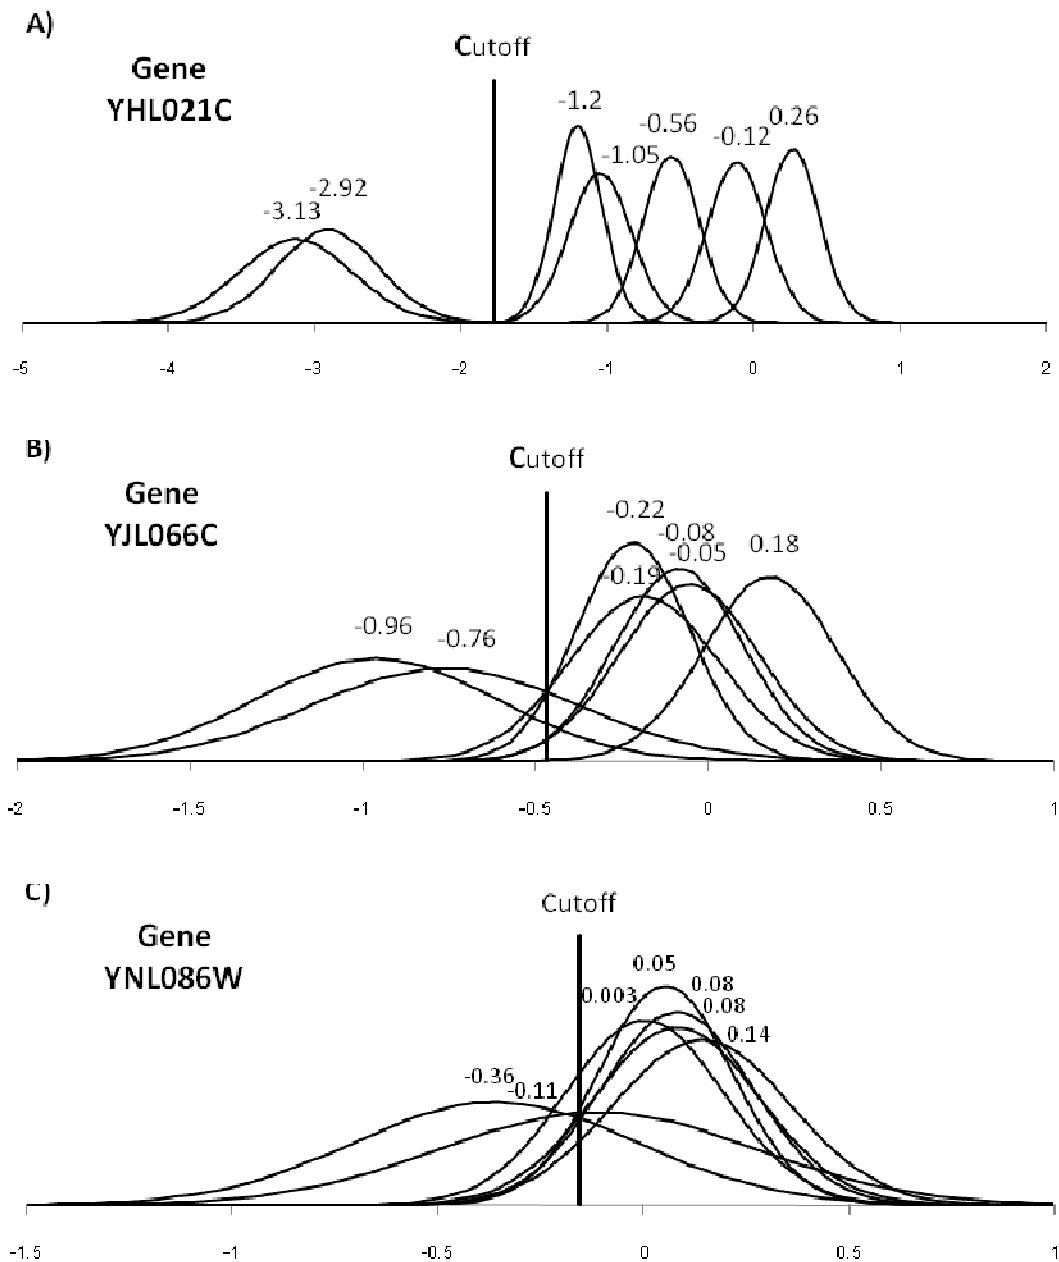 A)
Cutoff
Gene
YHL021C
-1.2
-0.56
0.26
-0.12
-1.05
-2.92
-3.13
-5 -4 -3 -2 -1 0 1 2
B)
Cutoff
Gene
YJL066C
-0.22
-0.08
-0.05
0.18
-0.19
-0.96
-0.76
-2 -1.5 -1 -0.5 0 0.5 1
C)
Cutoff
Gene
YNL086W
0.05
0.08
0.003
0.08
0.14
-0.36
-0.11
-1.5 -1 -0.5 0 0.5 1